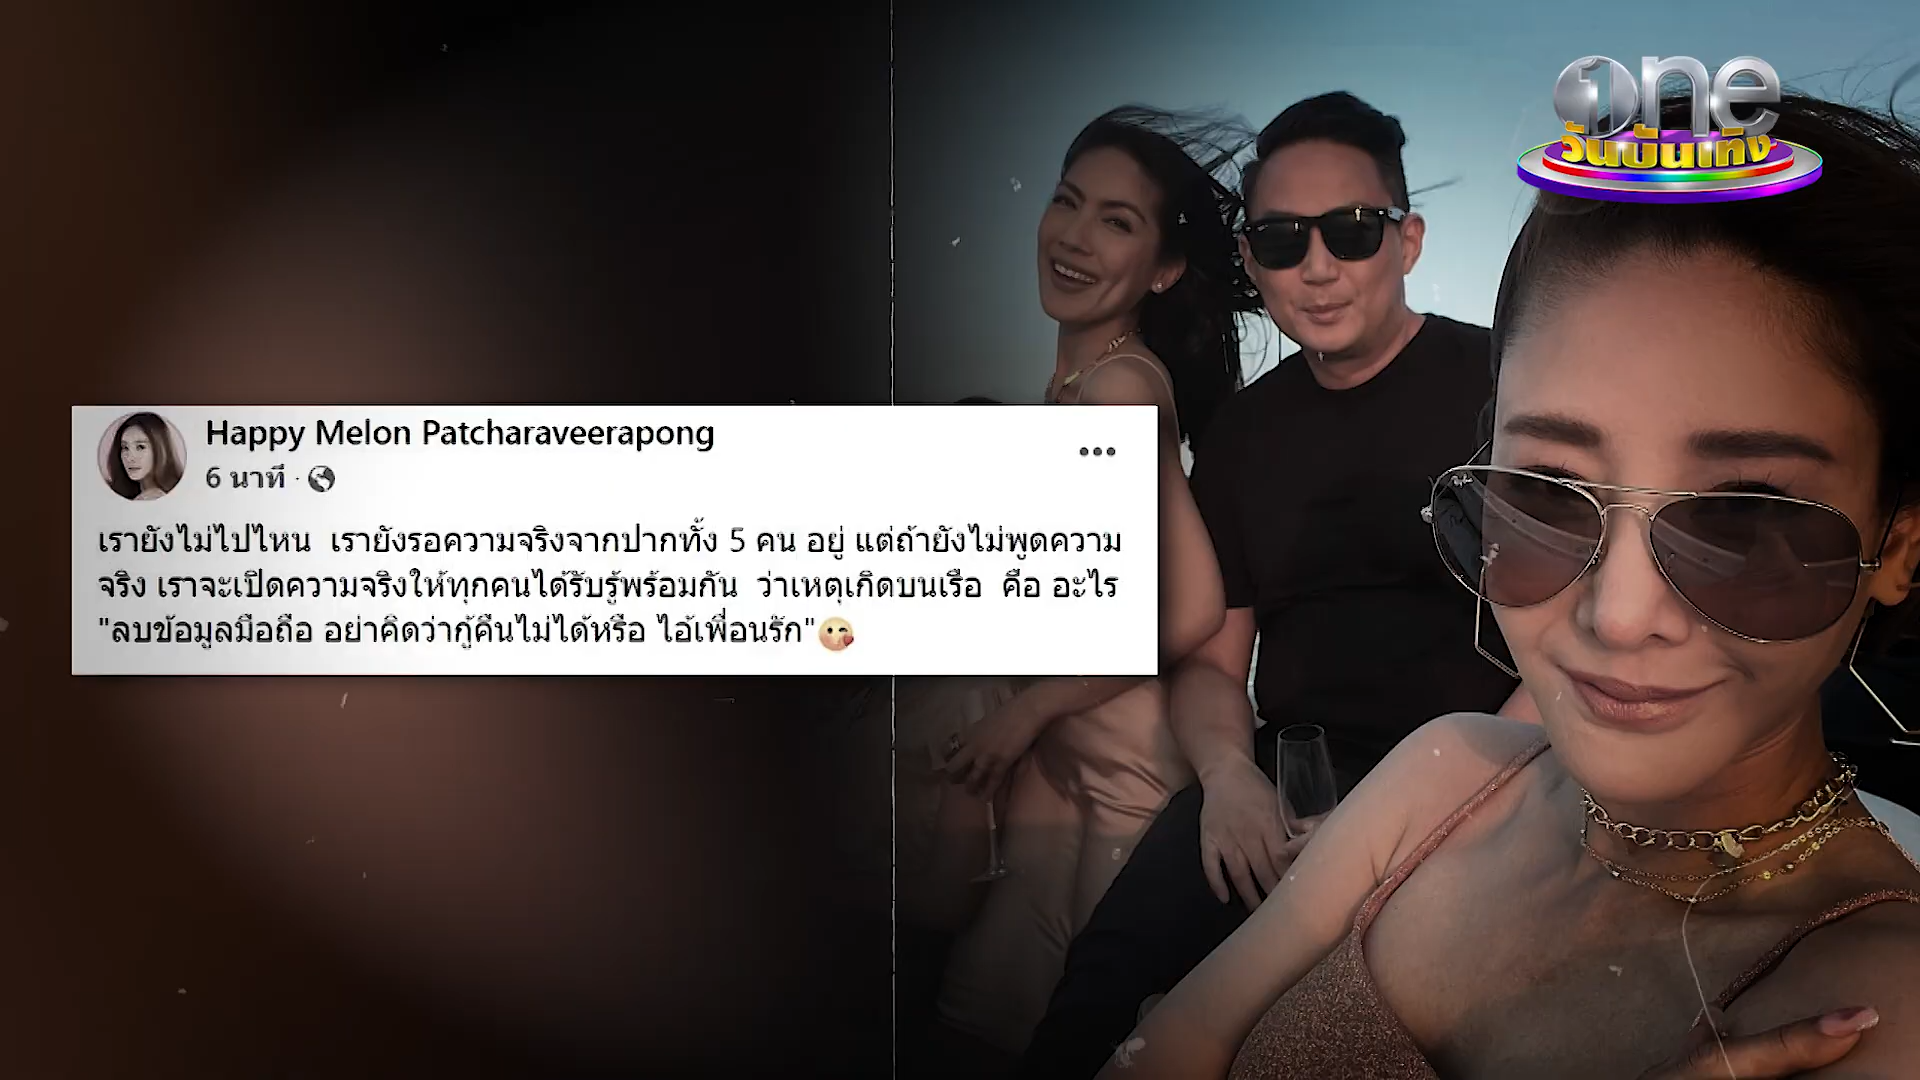 one
วันบันเทิง
Happy Melon Patcharaveerapong
6 นาที ·
เรายังไม่ไปไหน เรายังรอความจริงจากปากทั้ง 5 คน อยู่ แต่ถ้ายังไม่พูดความ
จริง เราจะเปิดความจริงให้ทุกคนได้รับรู้พร้อมกัน ว่าเหตุเกิดบนเรือ คือ อะไร
"ลบข้อมูลมือถือ อย่าคิดว่ากู้คืนไม่ได้หรือ ไอ้เพื่อนรัก"😋
Ray-Ban